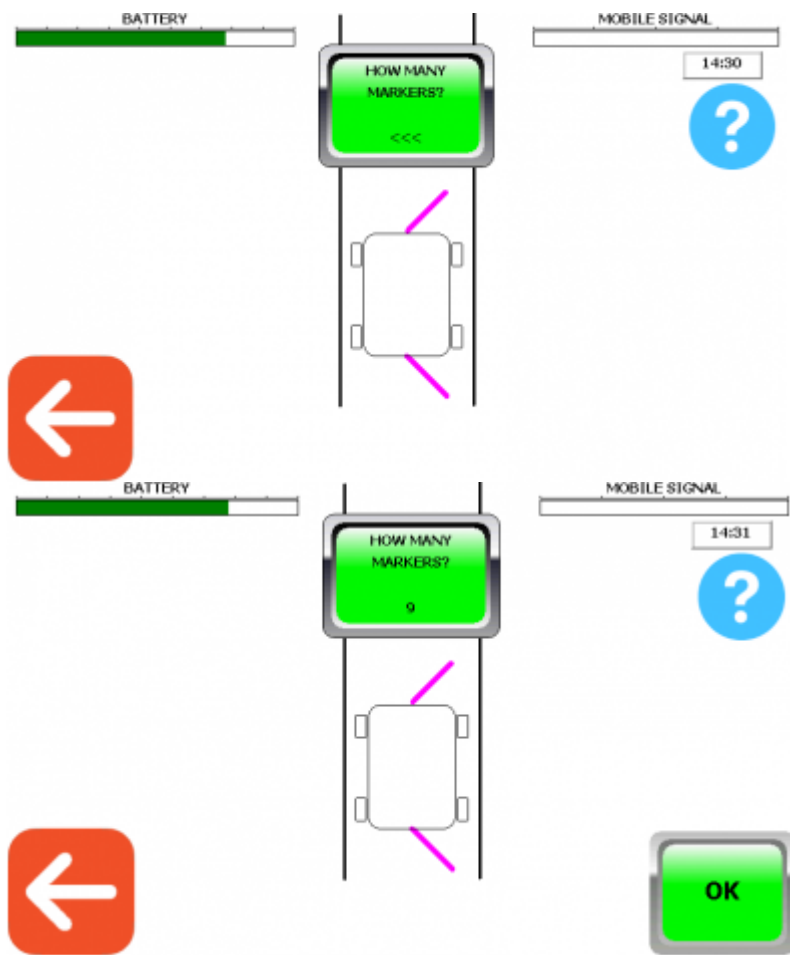 BATTERY
MOBILE SIGNAL
HOW MANY
MARKERS?
<<<
14:30
?
BATTERY
MOBILE SIGNAL
HOW MANY
MARKERS?
9
14:31
?
OK